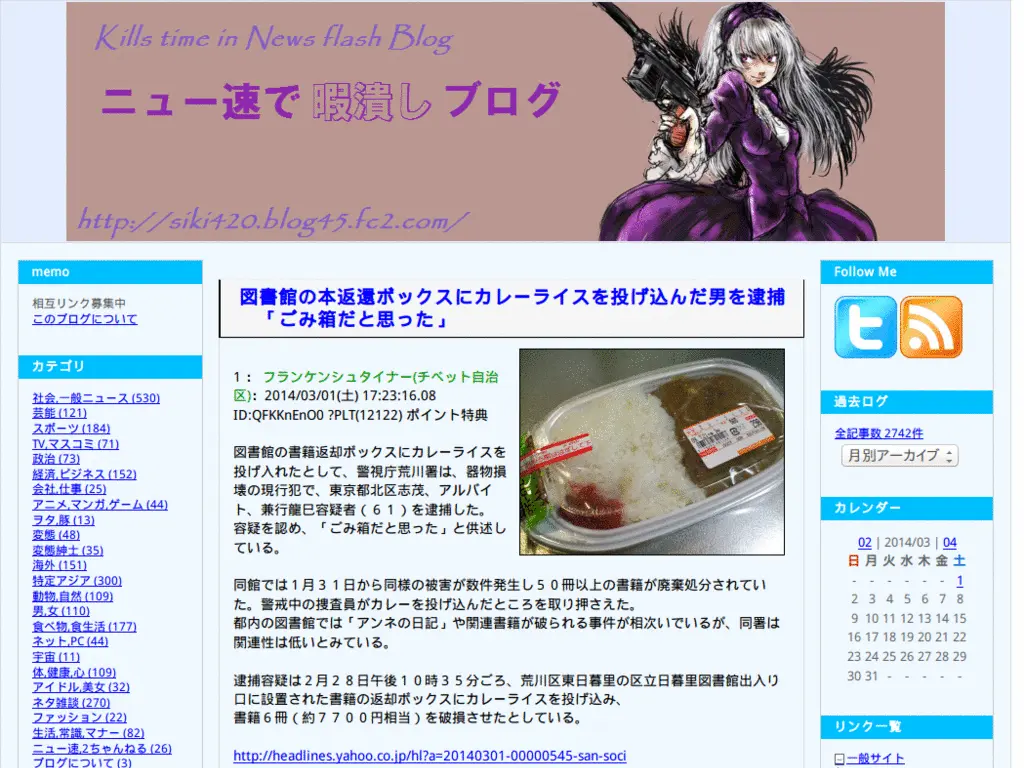 Kills time in News flash Blog
ニュー速で 暇潰し ブログ
http://siki420.blog45.fc2.com/
memo
相互リンク募集中
このブログについて
カテゴリ
社会,一般ニュース (530)
芸能 (121)
スポーツ (184)
TV,マスコミ (71)
政治 (73)
経済,ビジネス (152)
会社,仕事 (25)
アニメ,マンガ,ゲーム (44)
ヲタ,豚 (13)
変態 (48)
変態紳士 (35)
海外 (151)
特定アジア (300)
動物,自然 (109)
男,女 (110)
食べ物,食生活 (177)
ネット,PC (44)
宇宙 (11)
体,健康,心 (109)
アイドル,美女 (32)
ネタ雑談 (270)
ファッション (22)
生活,常識,マナー (82)
ニュー速,2ちゃんねる (26)
ブログについて (3)
図書館の本返還ボックスにカレーライスを投げ込んだ男を逮捕
「ごみ箱だと思った」
1 ： フランケンシュタイナー(チベット自治
区)：2014/03/01(土) 17:23:16.08
ID:QFKKnEnO0 ?PLT(12122) ポイント特典
図書館の書籍返却ボックスにカレーライスを
投げ入れたとして、警視庁荒川署は、器物損
壊の現行犯で、東京都北区志茂、アルバイ
ト、兼行龍巳容疑者（６１）を逮捕した。
容疑を認め、「ごみ箱だと思った」と供述し
ている。
同館では１月３１日から同様の被害が数件発生し５０冊以上の書籍が廃棄処分されてい
た。警戒中の捜査員がカレーを投げ込んだところを取り押さえた。
都内の図書館では「アンネの日記」や関連書籍が破られる事件が相次いでいるが、同署は
関連性は低いとみている。
逮捕容疑は２月２８日午後１０時３５分ごろ、荒川区東日暮里の区立日暮里図書館出入り
口に設置された書籍の返却ボックスにカレーライスを投げ込み、
書籍６冊（約７７００円相当）を破損させたとしている。
http://headlines.yahoo.co.jp/hl?a=20140301-00000545-san-soci
Follow Me
過去ログ
全記事数 2742件
月別アーカイブ
カレンダー
02 | 2014/03 | 04
日 月 火 水 木 金 土
- - - - - - 1
2 3 4 5 6 7 8
9 10 11 12 13 14 15
16 17 18 19 20 21 22
23 24 25 26 27 28 29
30 31 - - - - -
リンク一覧
一般サイト